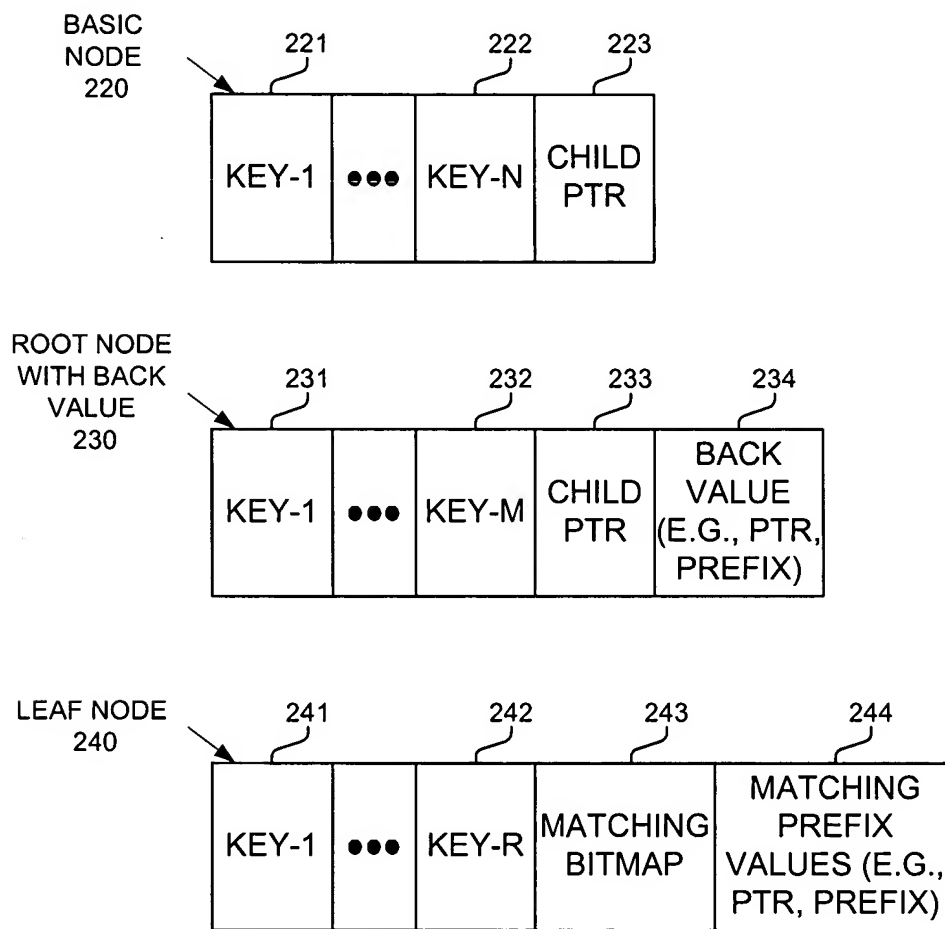 BASIC
NODE
220
221
222
223
KEY-1
●●●
KEY-N
CHILD
PTR
ROOT NODE
WITH BACK
VALUE
230
231
232
233
234
KEY-1
●●●
KEY-M
CHILD
PTR
BACK
VALUE
(E.G., PTR,
PREFIX)
LEAF NODE
240
241
242
243
244
KEY-1
●●●
KEY-R
MATCHING
BITMAP
MATCHING
PREFIX
VALUES (E.G.,
PTR, PREFIX)